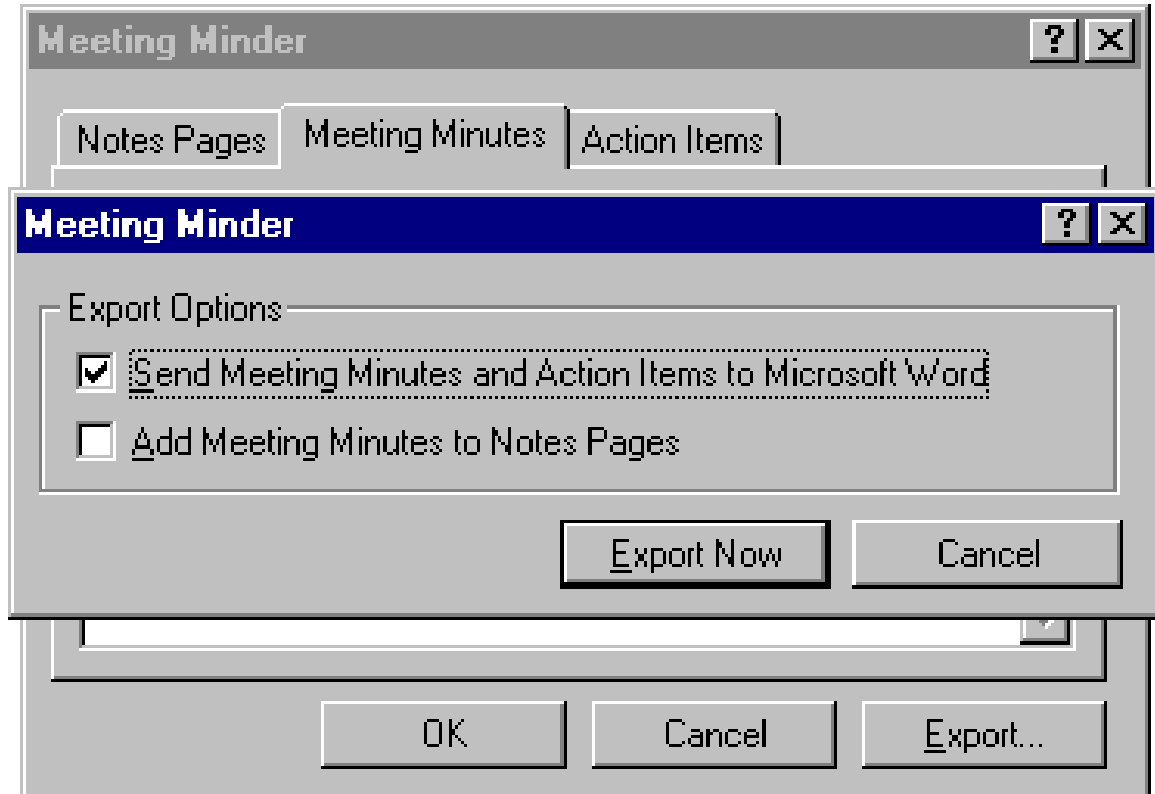 Meeting Minder
Notes Pages Meeting Minutes Action Items
Meeting Minder
Export Options
Send Meeting Minutes and Action Items to Microsoft Word
Add Meeting Minutes to Notes Pages
Export Now Cancel
OK Cancel Export...